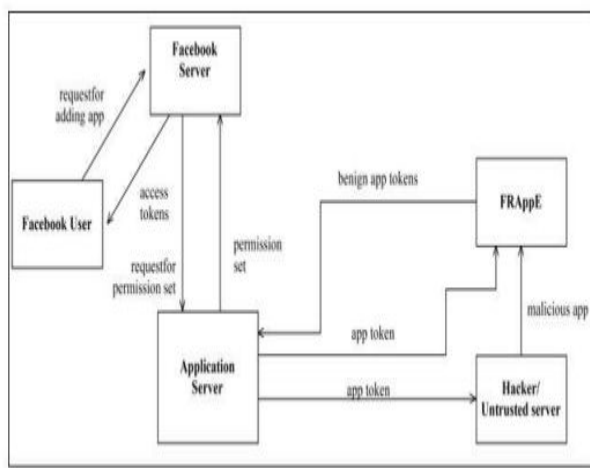 Facebook
Server
requestfor
adding app
Facebook User
access
tokens
requestfor
permission set
permission
set
benign app tokens
FRAppE
malicious app
app token
Application
Server
app token
Hacker/
Untrusted server